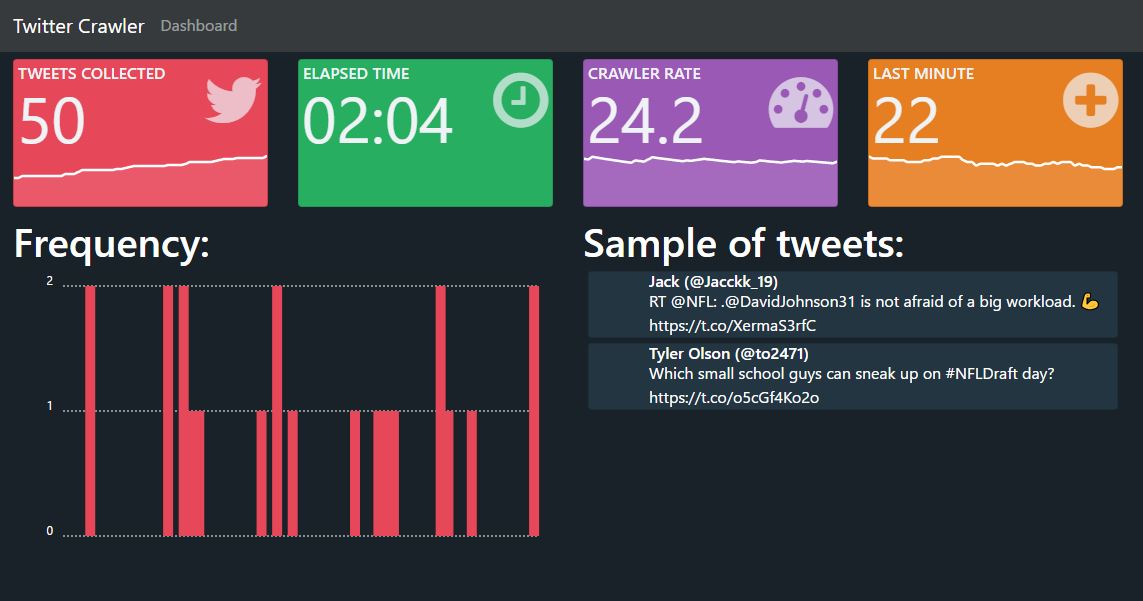 Twitter Crawler Dashboard
TWEETS COLLECTED
50
ELAPSED TIME
02:04
CRAWLER RATE
24.2
LAST MINUTE
22
Frequency:
2
1
0
Sample of tweets:
Jack (@Jacckk_19)
RT @NFL: .@DavidJohnson31 is not afraid of a big workload. 💪
https://t.co/XermaS3rfC
Tyler Olson (@to2471)
Which small school guys can sneak up on #NFLDraft day?
https://t.co/o5cGf4Ko2o